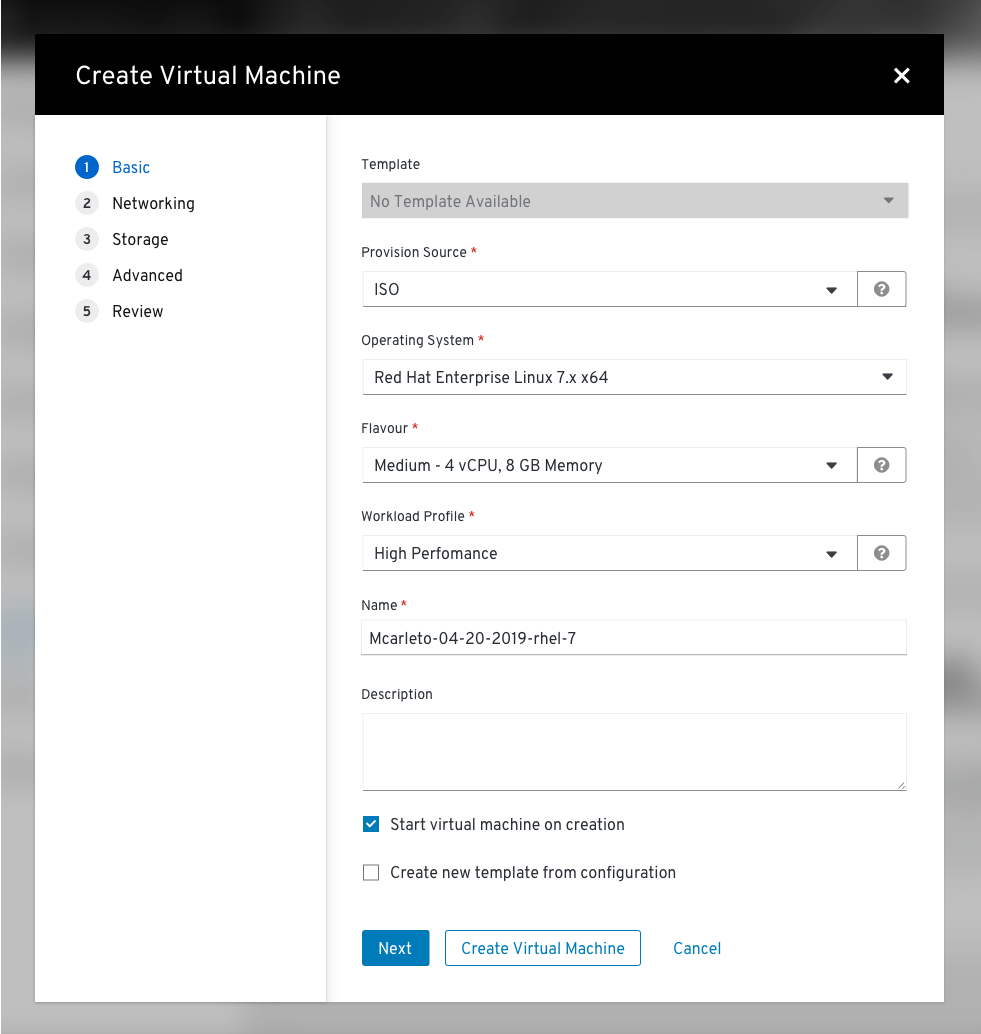 Create Virtual Machine
1 Basic
2 Networking
3 Storage
4 Advanced
5 Review
Template
No Template Available
Provision Source *
ISO
?
Operating System *
Red Hat Enterprise Linux 7.x x64
Flavour *
Medium - 4 vCPU, 8 GB Memory
?
Workload Profile *
High Perfomance
?
Name *
Mcarleto-04-20-2019-rhel-7
Description
Start virtual machine on creation
Create new template from configuration
Next Create Virtual Machine Cancel